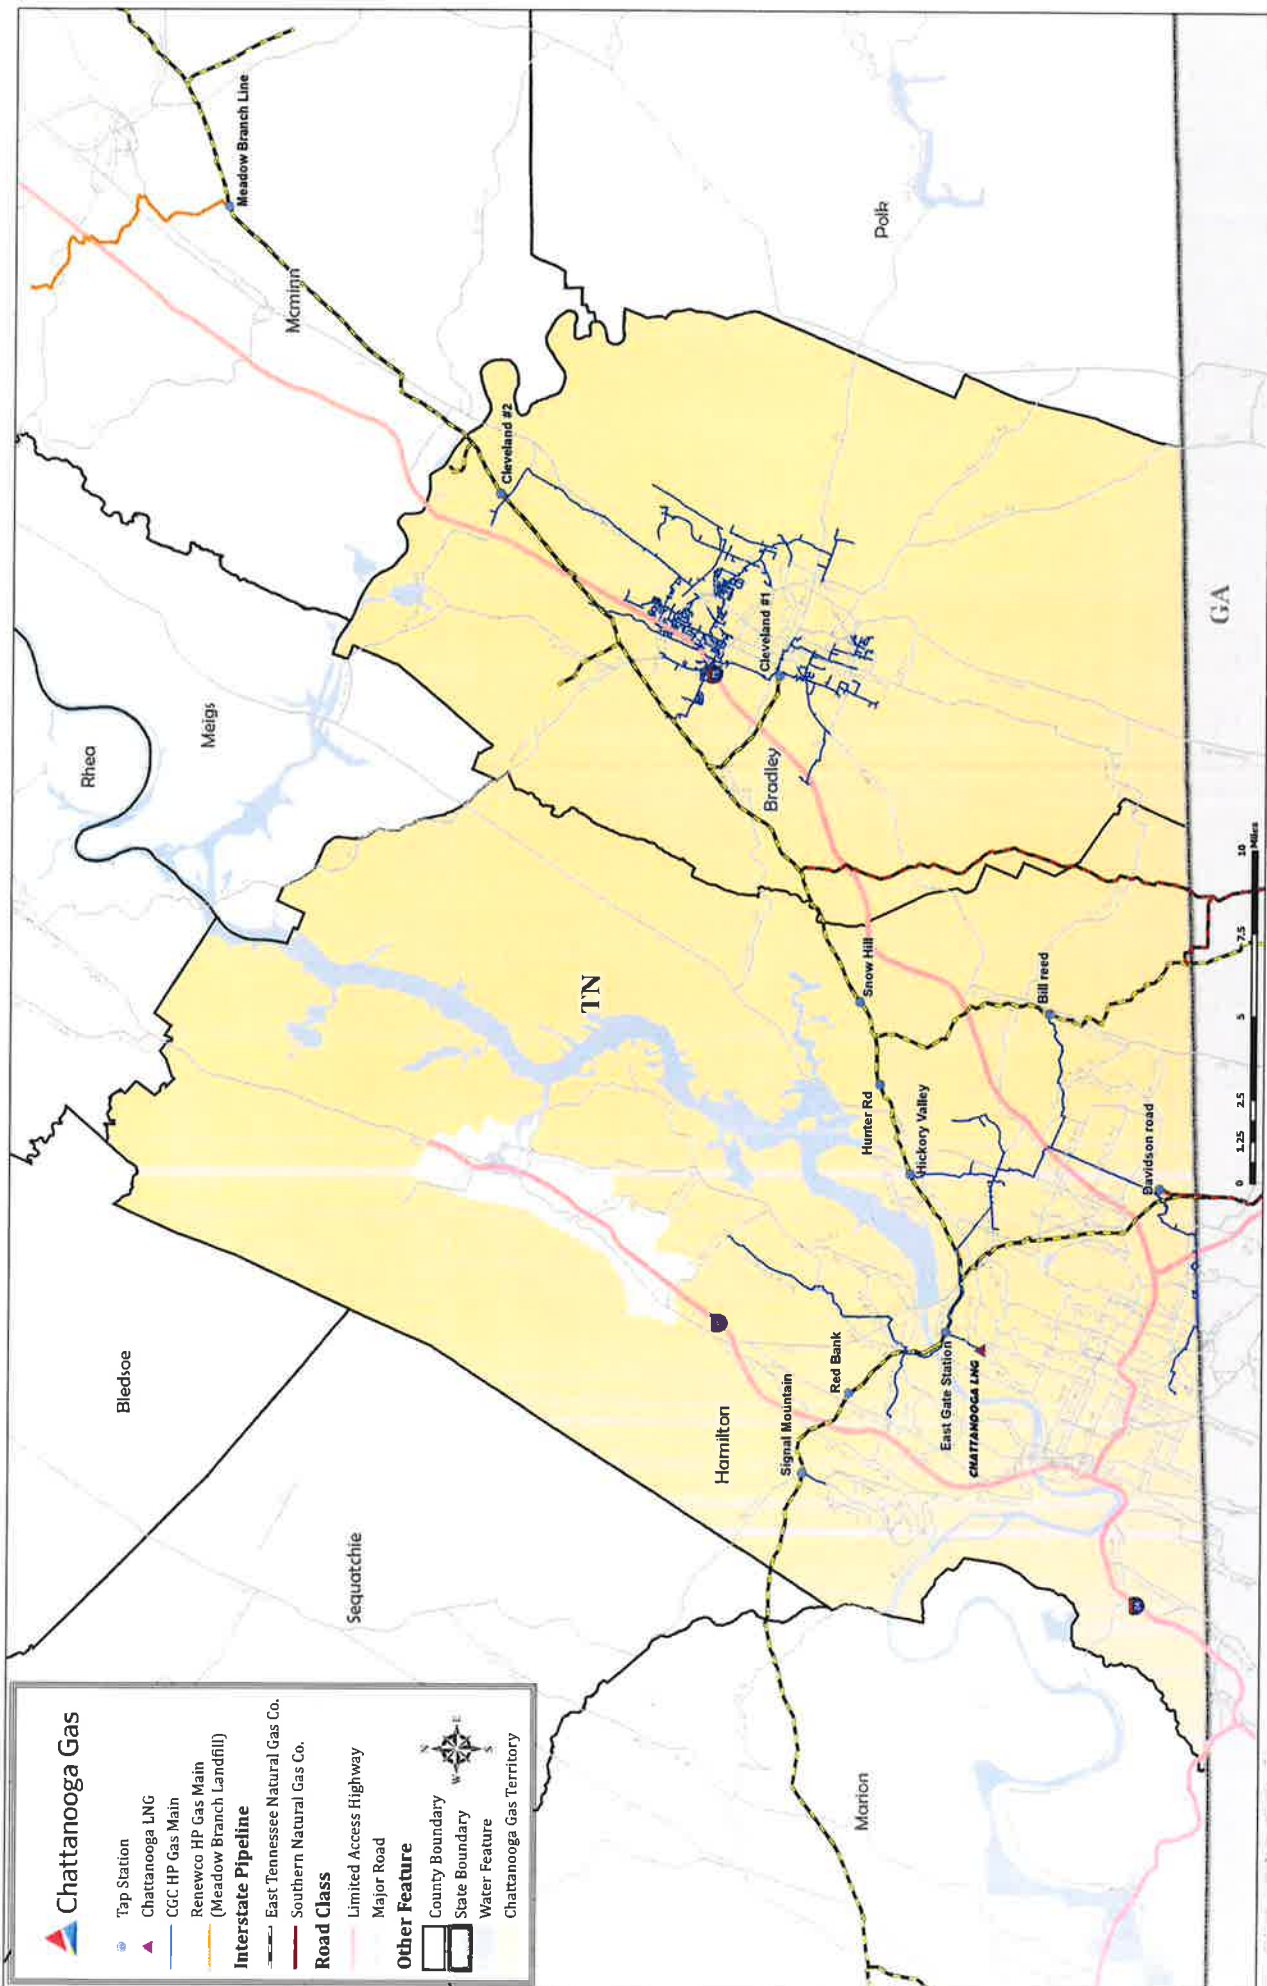 Chattanooga Gas
Tap Station
Chattanooga LNG
CGC HP Gas Main
Renewco HP Gas Main
(Meadow Branch Landfill)
Interstate Pipeline
East Tennessee Natural Gas Co.
Southern Natural Gas Co.
Road Class
Limited Access Highway
Major Road
Other Feature
County Boundary
State Boundary
Water Feature
Chattanooga Gas Territory
N
W
E
S
Bledsoe
Rhea
Meigs
Sequatchie
Mcminn
Meadow Branch Line
Cleveland #2
TN
Hamilton
Signal Mountain
Red Bank
Bradley
Cleveland #1
Polk
Marion
Hunter Rd
Snow Hill
Hickory Valley
East Gate Station
CHATTANOOGA LNG
Bill reed
Davidson road
GA
0 1.25 2.5 5 7.5 10
Miles